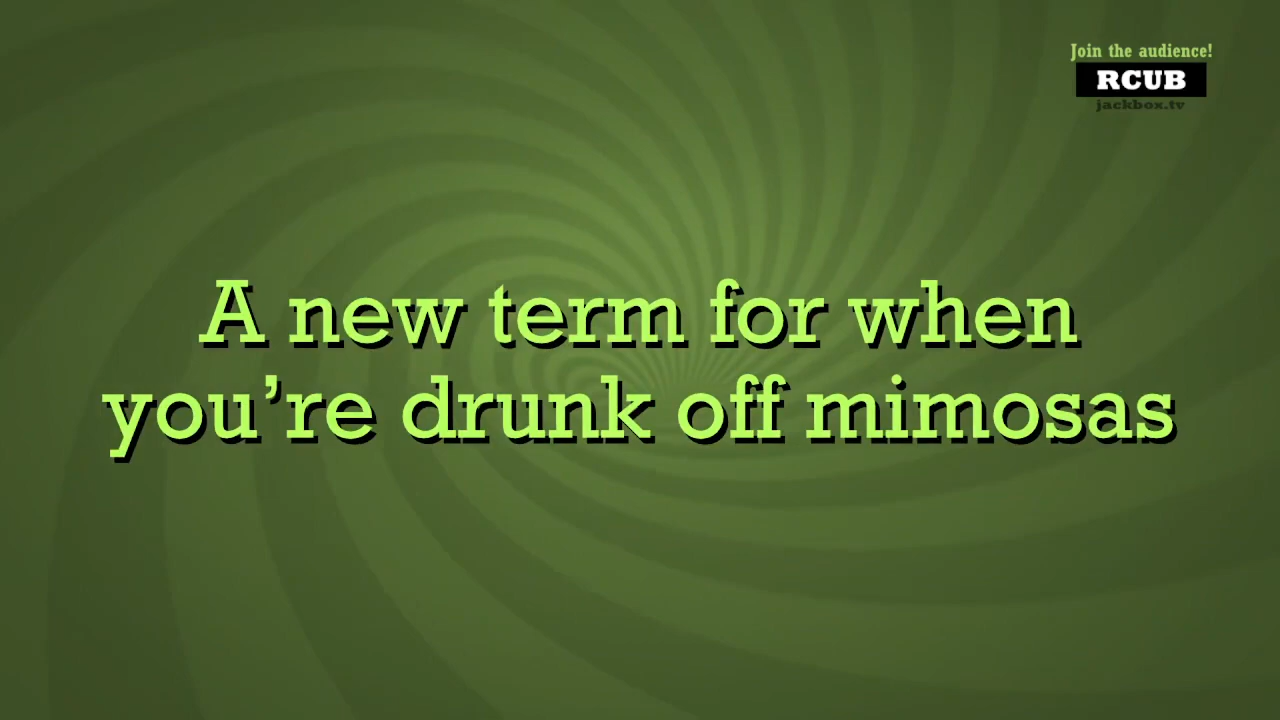 Join the audience!
RCUB
jackbox.tv
A new term for when
you’re drunk off mimosas